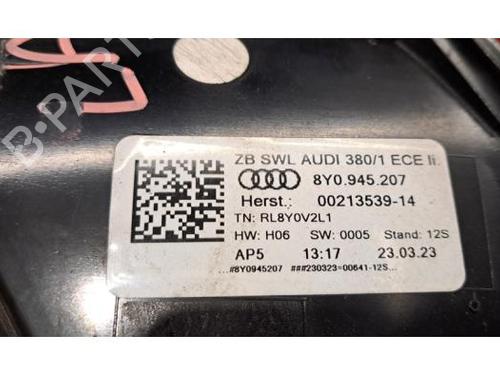 B-PARTS
ZB SWL AUDI 380/1 ECE li.
8Y0.945.207
Herst.: 00213539-14
TN: RL8Y0V2L1
HW: H06 SW: 0005 Stand: 12S
AP5 13:17 23.03.23
...#8Y0945207 ###230323=00641-12S...